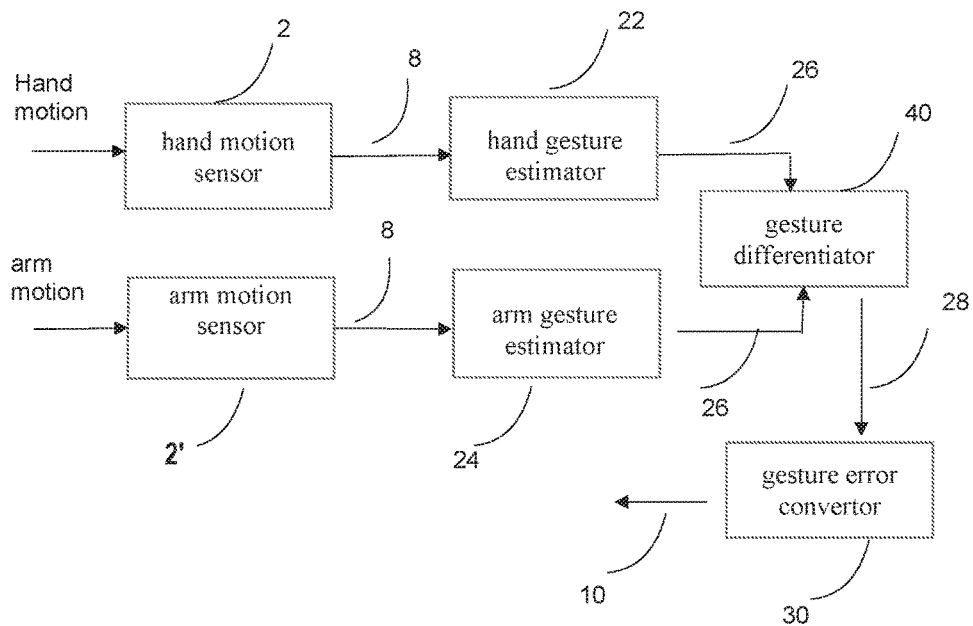 2
22
8
26
Hand
motion
hand motion
sensor
hand gesture
estimator
40
gesture
differentiator
8
arm
motion
arm motion
sensor
arm gesture
estimator
28
26
2'
24
gesture error
convertor
10
30